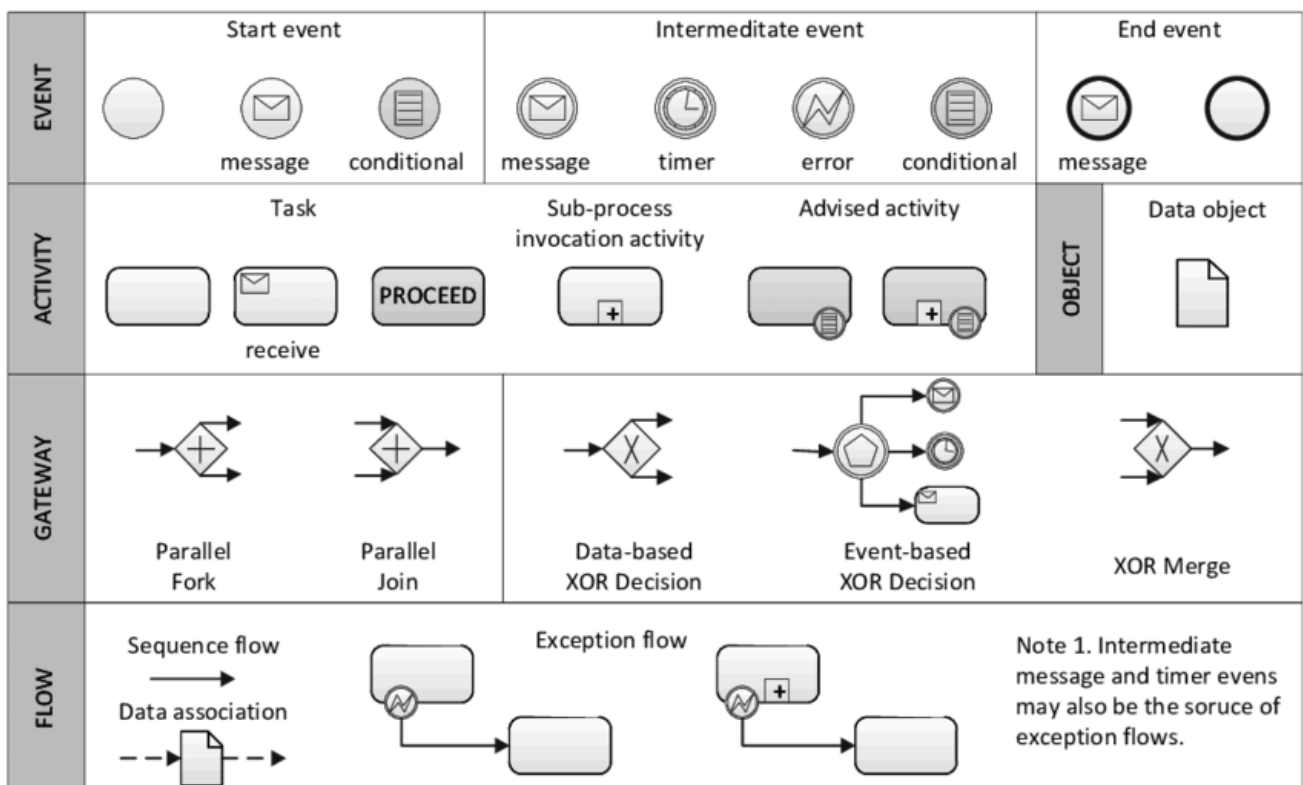 EVENT
Start event
Intermeditate event
End event
message
conditional
message
timer
error
conditional
message
ACTIVITY
Task
Sub-process
invocation activity
Advised activity
PROCEED
receive
OBJECT
Data object
GATEWAY
X
X
Parallel
Fork
Parallel
Join
Data-based
XOR Decision
Event-based
XOR Decision
XOR Merge
FLOW
Sequence flow
Data association
Exception flow
Note 1. Intermediate
message and timer evens
may also be the soruce of
exception flows.